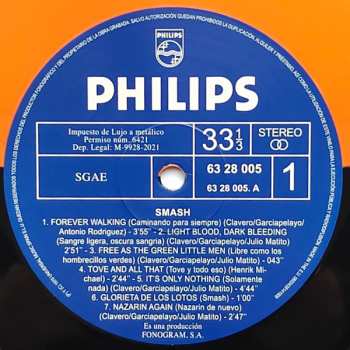 PHILIPS
PHILIPS
Impuesto de Lujo a metálico
Permiso núm. 6421
Dep. Legal: M-9928-2021
SGAE
33 1/3
STEREO
63 28 005
63 28 005. A
1
SMASH
1. FOREVER WALKING (Caminando para siempre) (Clavero/Garciapelayo/
Antonio Rodriguez) - 3'55" - 2. LIGHT BLOOD, DARK BLEEDING
(Sangre ligera, oscura sangria) (Clavero/Garciapelayo/Julio Matito)
2'51" - 3. FREE AS THE GREEN LITTLE MEN (Libre como los
hombrecillos verdes) (Clavero/Garciapelayo/Julio Matito) - 043"
4. TOVE AND ALL THAT (Tove y todo eso) (Henrik Mi-
chael) - 2'44" - 5. IT'S ONLY NOTHING (Solamente
nada) (Clavero/Garciapelayo/Julio Matito) - 4'44"
6. GLORIETA DE LOS LOTOS (Smash) - 1'00"
7. NAZARIN AGAIN (Nazarin de nuevo)
(Clavero/Garciapelayo/Julio Matito) - 2'47"
Es una producción
FONOGRAM, S.A.